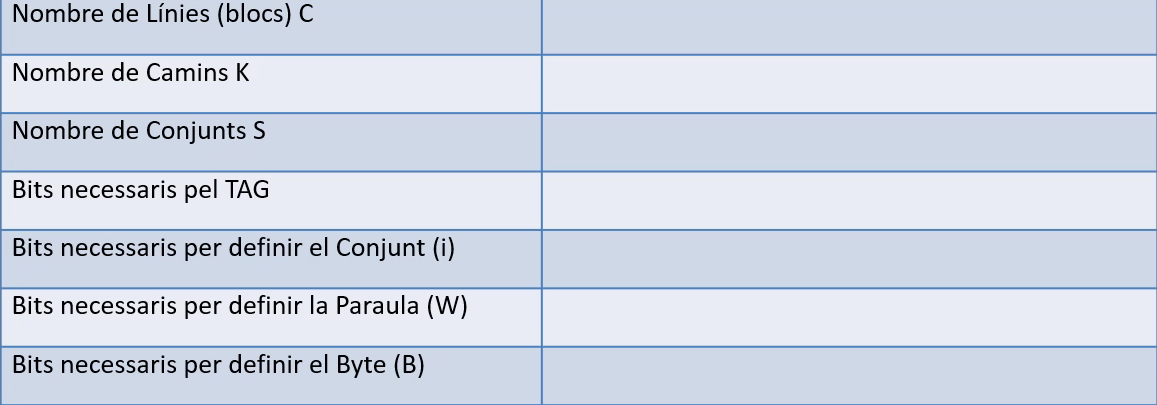 Nombre de Línies (blocs) C
Nombre de Camins K
Nombre de Conjunts S
Bits necessaris pel TAG
Bits necessaris per definir el Conjunt (i)
Bits necessaris per definir la Paraula (W)
Bits necessaris per definir el Byte (B)